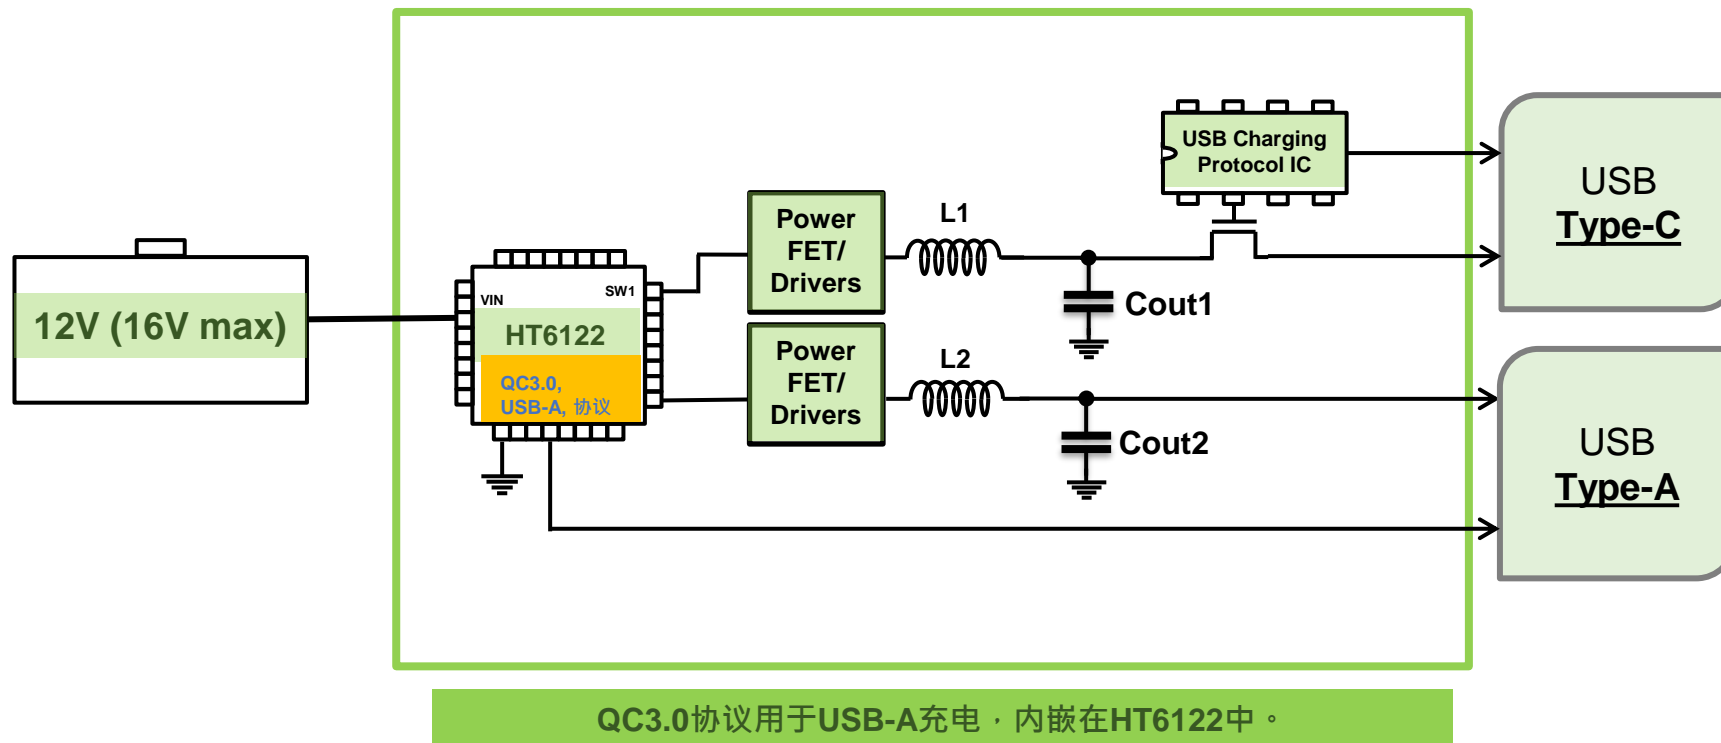 USB Charging
Protocol IC
USB
Type-C
Power
FET/
Drivers
L1
Cout1
12V (16V max)
VIN
SW1
HT6122
QC3.0,
USB-A, 协议
Power
FET/
Drivers
L2
Cout2
USB
Type-A
QC3.0协议用于USB-A充电，内嵌在HT6122中。